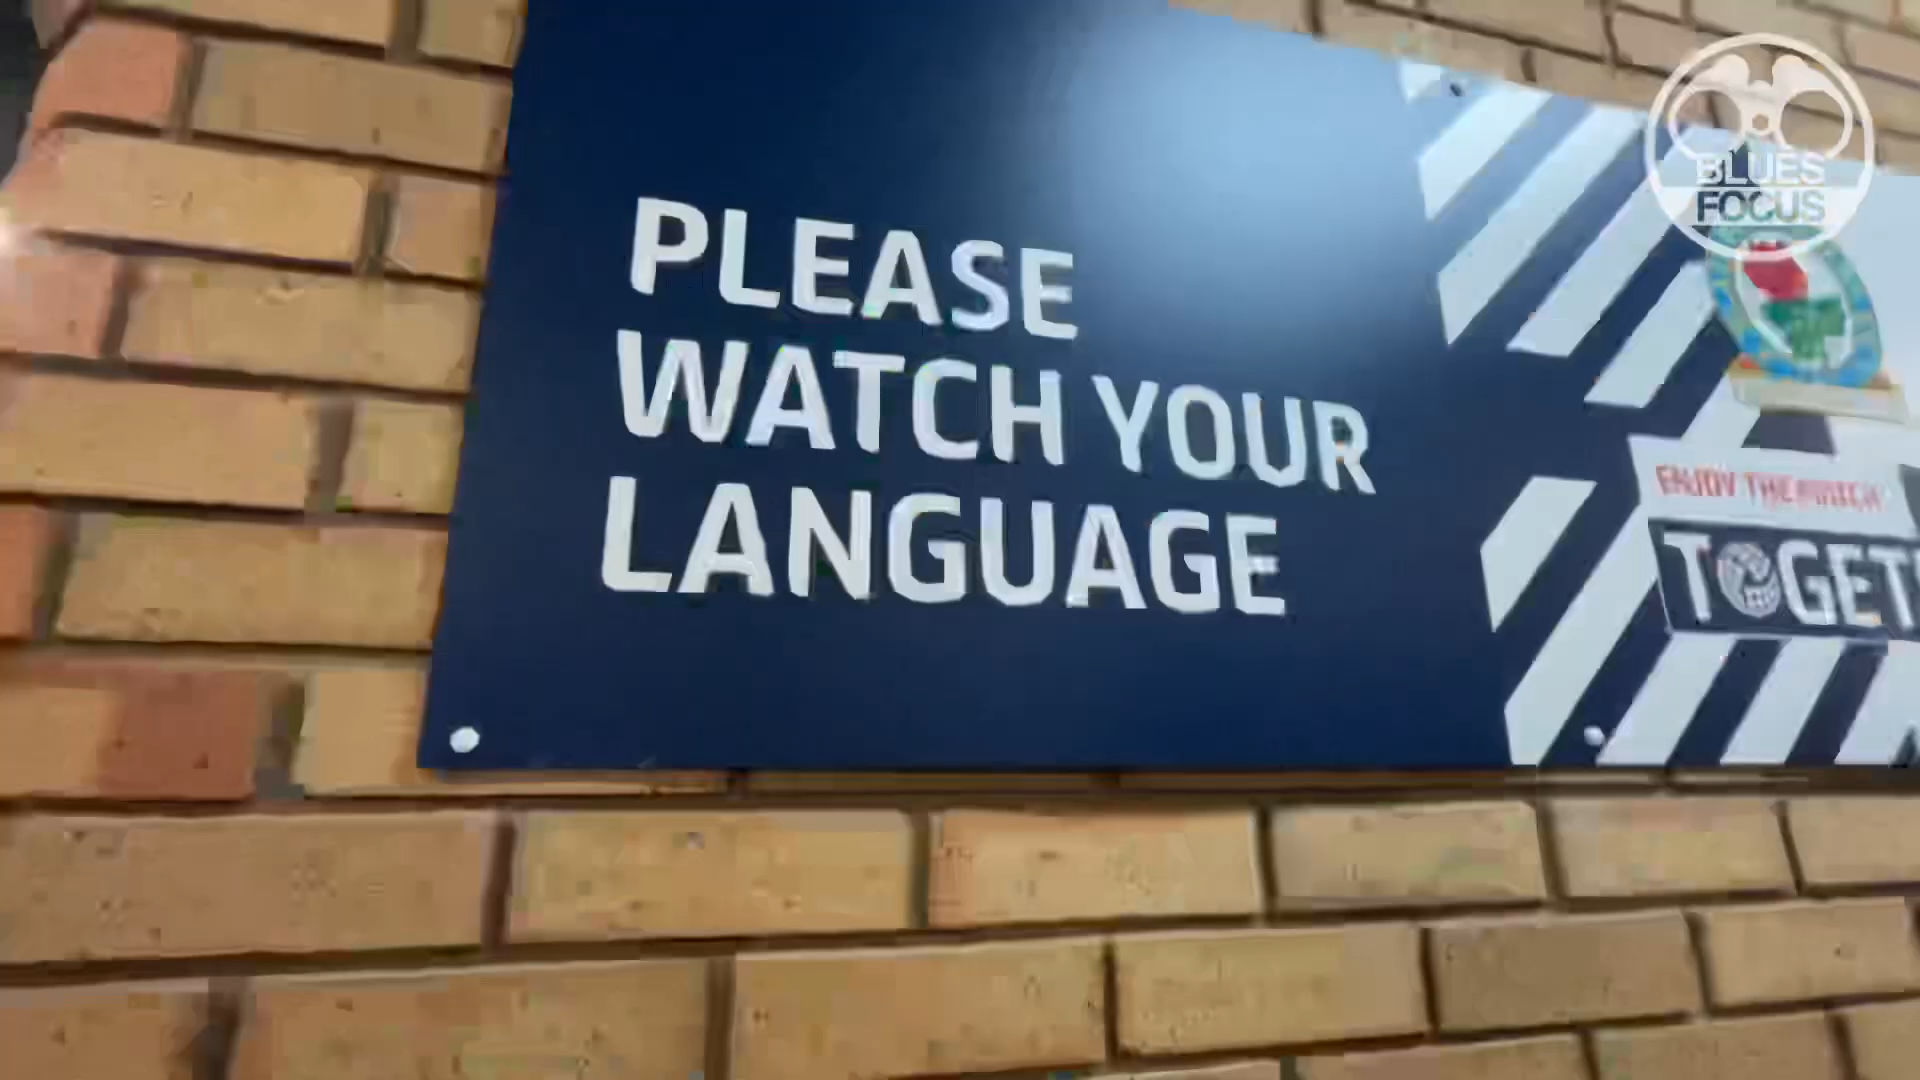 PLEASE
WATCH YOUR
LANGUAGE
BLUES
FOCUS
ENJOY THE MATCH
TOGET